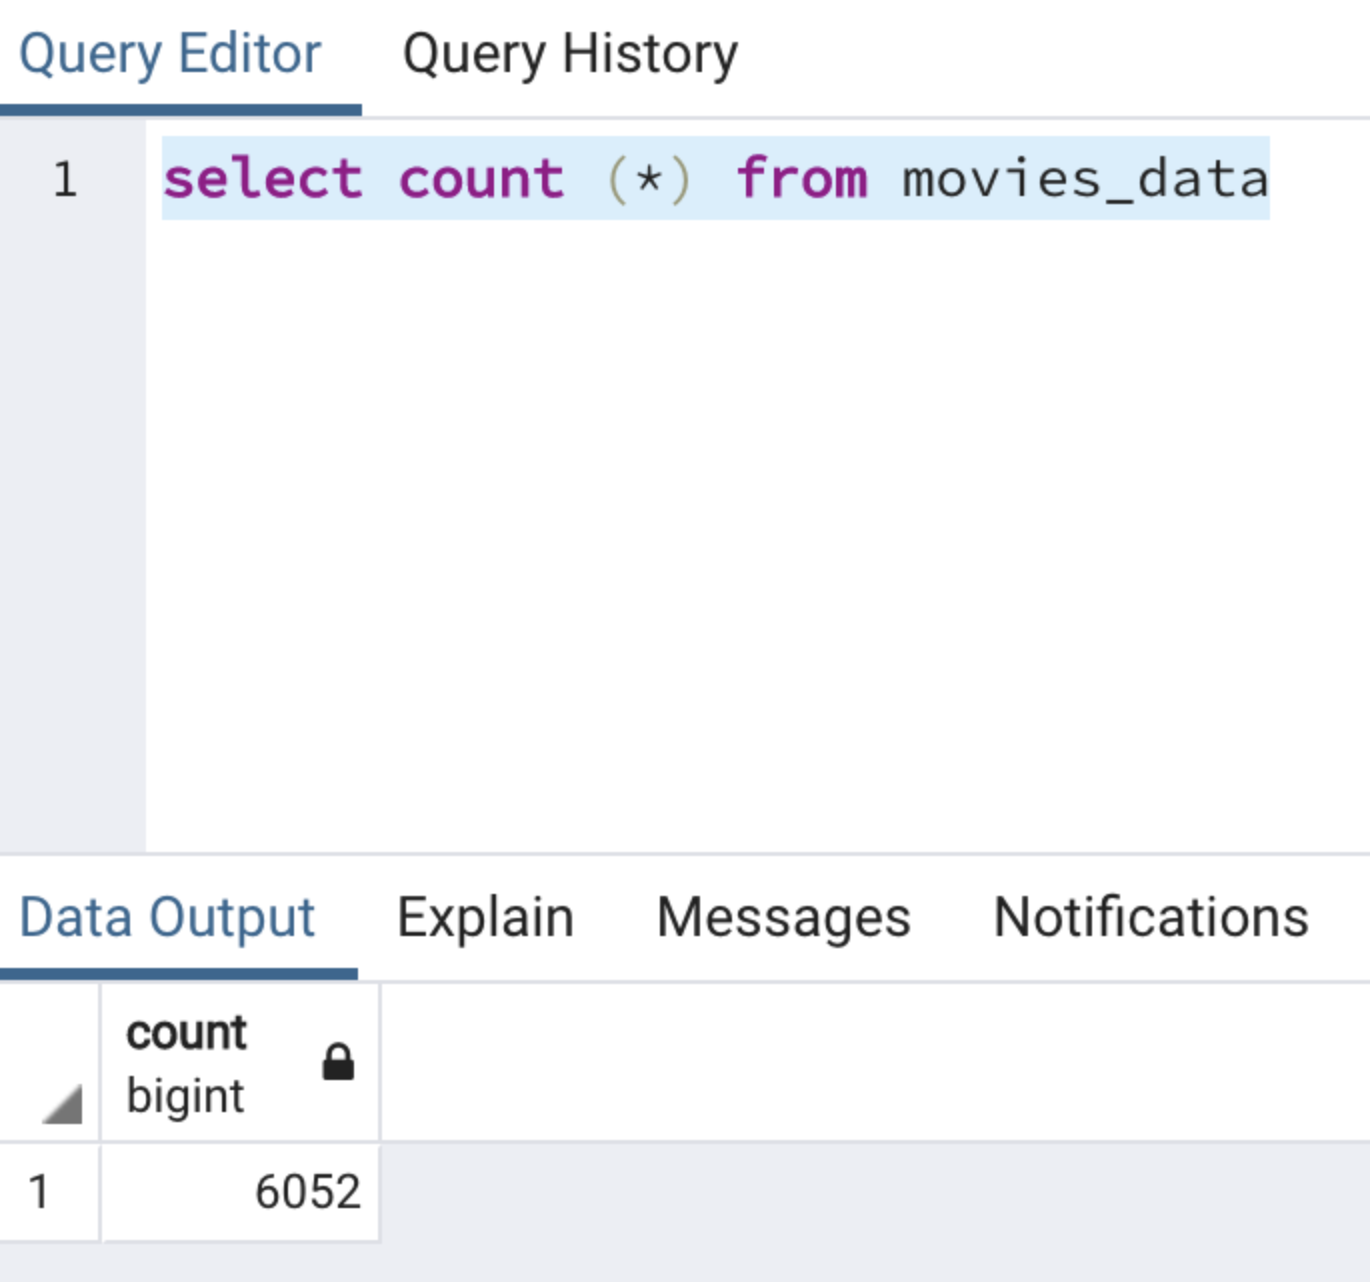 Query Editor Query History
1 select count (*) from movies_data
Data Output Explain Messages Notifications
count
bigint
1 6052